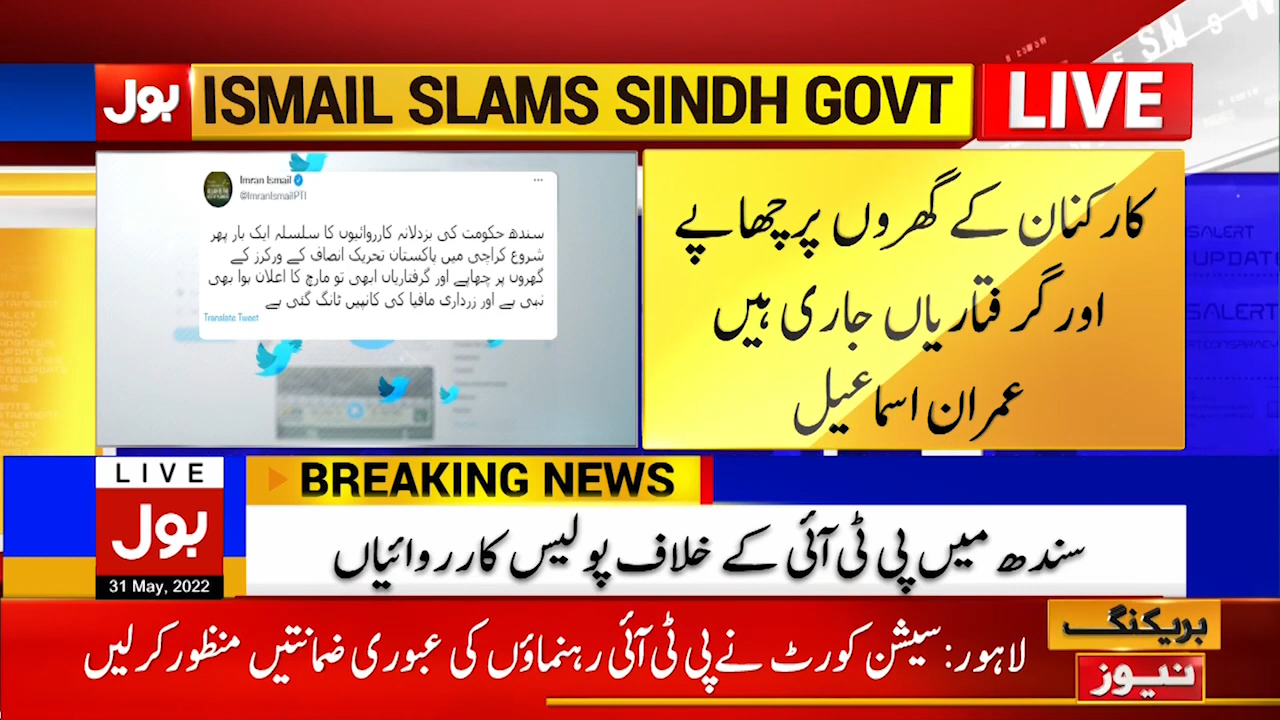 بول
ISMAIL SLAMS SINDH GOVT
LIVE
Imran Ismail
@ImranIsmailPTI
سندھ حکومت کی بزدلانہ کارروائیوں کا سلسلہ ایک بار پھر
شروع کراچی میں پاکستان تحریک انصاف کے ورکرز کے
گھروں پر چھاپے اور گرفتاریاں ابھی تو مارچ کا اعلان ہوا بھی
نہی ہے اور زرداری مافیا کی کانپیں ٹانگ گئی ہے
Translate Tweet
کارکنان کے گھروں پر چھاپے
اور گرفتاریاں جاری ہیں
عمران اسماعیل
LIVE
بول
31 May, 2022
BREAKING NEWS
سندھ میں پی ٹی آئی کے خلاف پولیس کارروائیاں
بریکنگ
نیوز
لاہور: سیشن کورٹ نے پی ٹی آئی رہنماؤں کی عبوری ضمانتیں منظور کر لیں